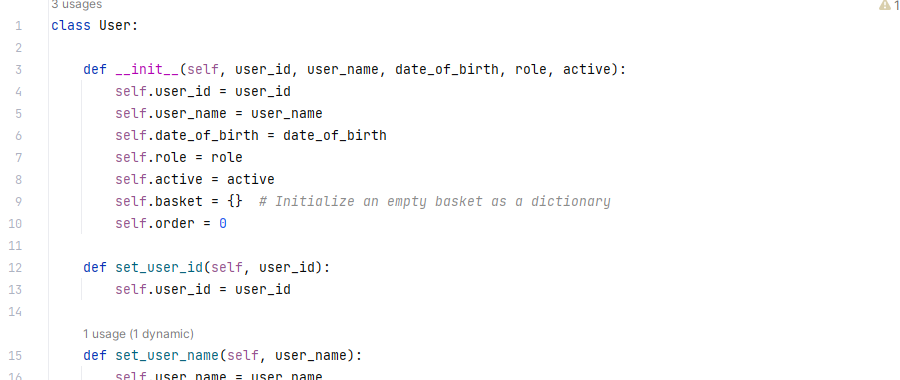 3 usages
1
1 class User:
2
3 def __init__(self, user_id, user_name, date_of_birth, role, active):
4 self.user_id = user_id
5 self.user_name = user_name
6 self.date_of_birth = date_of_birth
7 self.role = role
8 self.active = active
9 self.basket = {}  # Initialize an empty basket as a dictionary
10 self.order = 0
11
12 def set_user_id(self, user_id):
13 self.user_id = user_id
14
1 usage (1 dynamic)
15 def set_user_name(self, user_name):
16 self.user_name = user_name